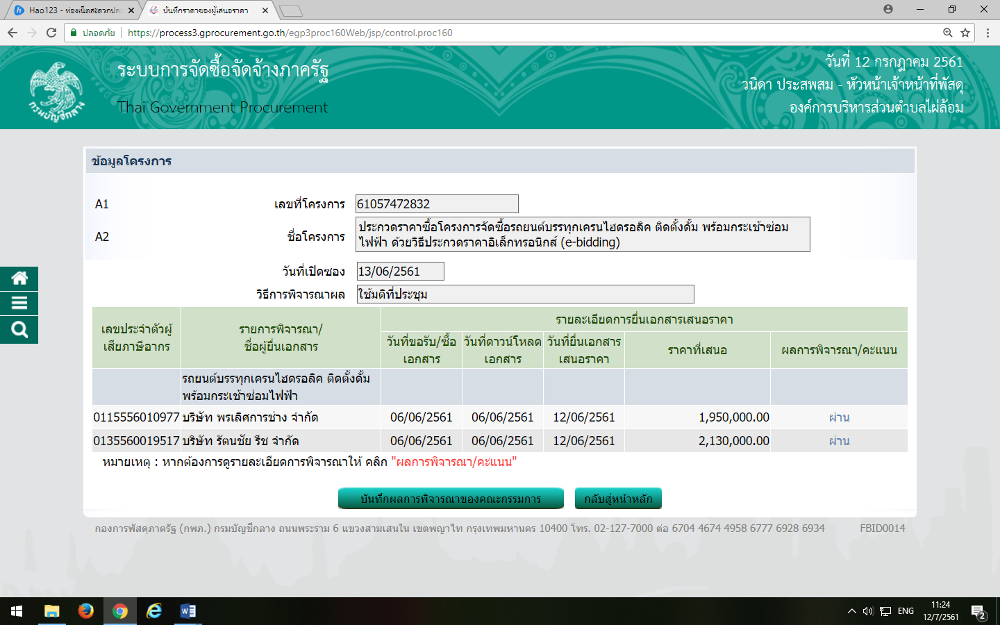 Hao123 - ท่องเน็ตสะดวกปล
บันทึกราคาของผู้เสนอราคา
ปลอดภัย
https://process3.gprocurement.go.th/egp3proc160Web/jsp/control.proc160
ระบบการจัดซื้อจัดจ้างภาครัฐ
Thai Government Procurement
กรมบัญชีกลาง
วันที่ 12 กรกฎาคม 2561
วนิดา ประสพสม - หัวหน้าเจ้าหน้าที่พัสดุ
องค์การบริหารส่วนตำบลไผ่ล้อม
ข้อมูลโครงการ
A1 เลขที่โครงการ 61057472832
A2 ชื่อโครงการ ประกวดราคาซื้อโครงการจัดซื้อรถยนต์บรรทุกเครนไฮดรอลิค ติดตั้งดั้ม พร้อมกระเช้าซ่อม
ไฟฟ้า ด้วยวิธีประกวดราคาอิเล็กทรอนิกส์ (e-bidding)
วันที่เปิดซอง 13/06/2561
วิธีการพิจารณาผล ใช้มติที่ประชุม
เลขประจำตัวผู้
เสียภาษีอากร
รายการพิจารณา/
ชื่อผู้ยื่นเอกสาร
รายละเอียดการยื่นเอกสารเสนอราคา
วันที่ขอรับ/ซื้อ
เอกสาร
วันที่ดาวน์โหลด
เอกสาร
วันที่ยื่นเอกสาร
เสนอราคา
ราคาที่เสนอ
ผลการพิจารณา/คะแนน
รถยนต์บรรทุกเครนไฮดรอลิค ติดตั้งดั้ม
พร้อมกระเช้าซ่อมไฟฟ้า
0115556010977 บริษัท พรเลิศการช่าง จำกัด 06/06/2561 06/06/2561 12/06/2561 1,950,000.00 ผ่าน
0135560019517 บริษัท รัตนชัย รีช จำกัด 06/06/2561 06/06/2561 12/06/2561 2,130,000.00 ผ่าน
หมายเหตุ : หากต้องการดูรายละเอียดการพิจารณาให้ คลิก "ผลการพิจารณา/คะแนน"
บันทึกผลการพิจารณาของคณะกรรมการ
กลับสู่หน้าหลัก
กองการพัสดุภาครัฐ (กพภ.) กรมบัญชีกลาง ถนนพระราม 6 แขวงสามเสนใน เขตพญาไท กรุงเทพมหานคร 10400 โทร. 02-127-7000 ต่อ 6704 4674 4958 6777 6928 6934 FBID0014
ENG
11:24
12/7/2561
2